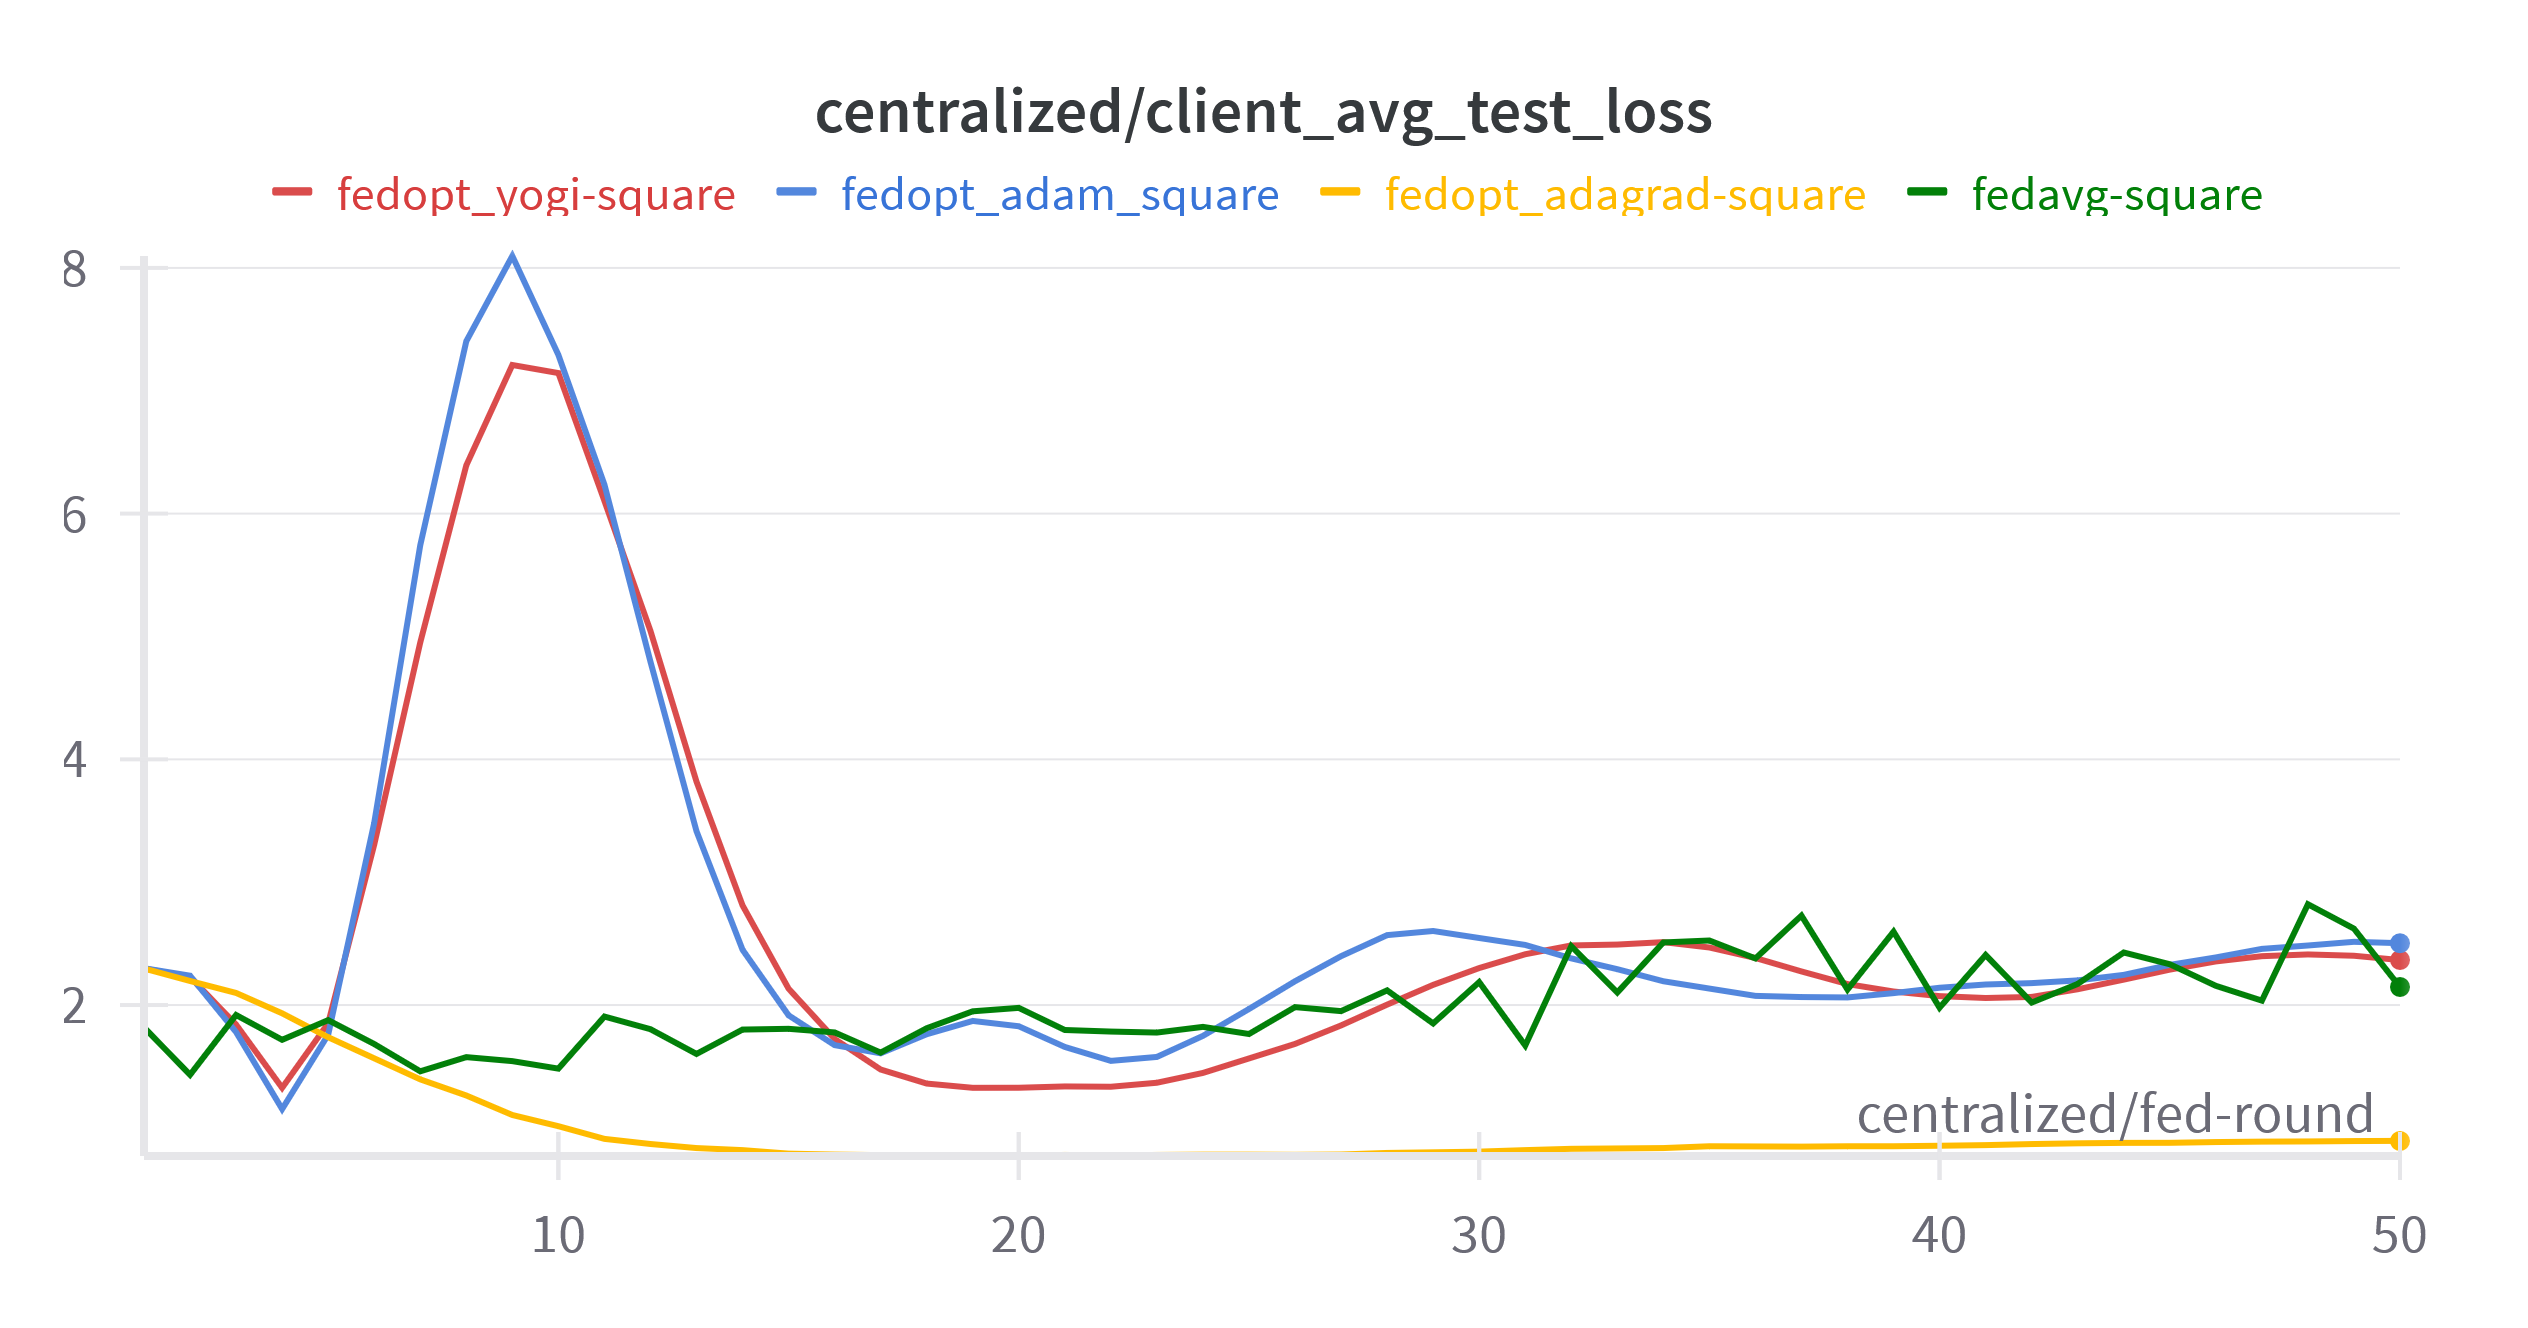 centralized/client_avg_test_loss
fedopt_yogi-square fedopt_adam_square fedopt_adagrad-square fedavg-square
8
6
4
2
centralized/fed-round
10 20 30 40 50